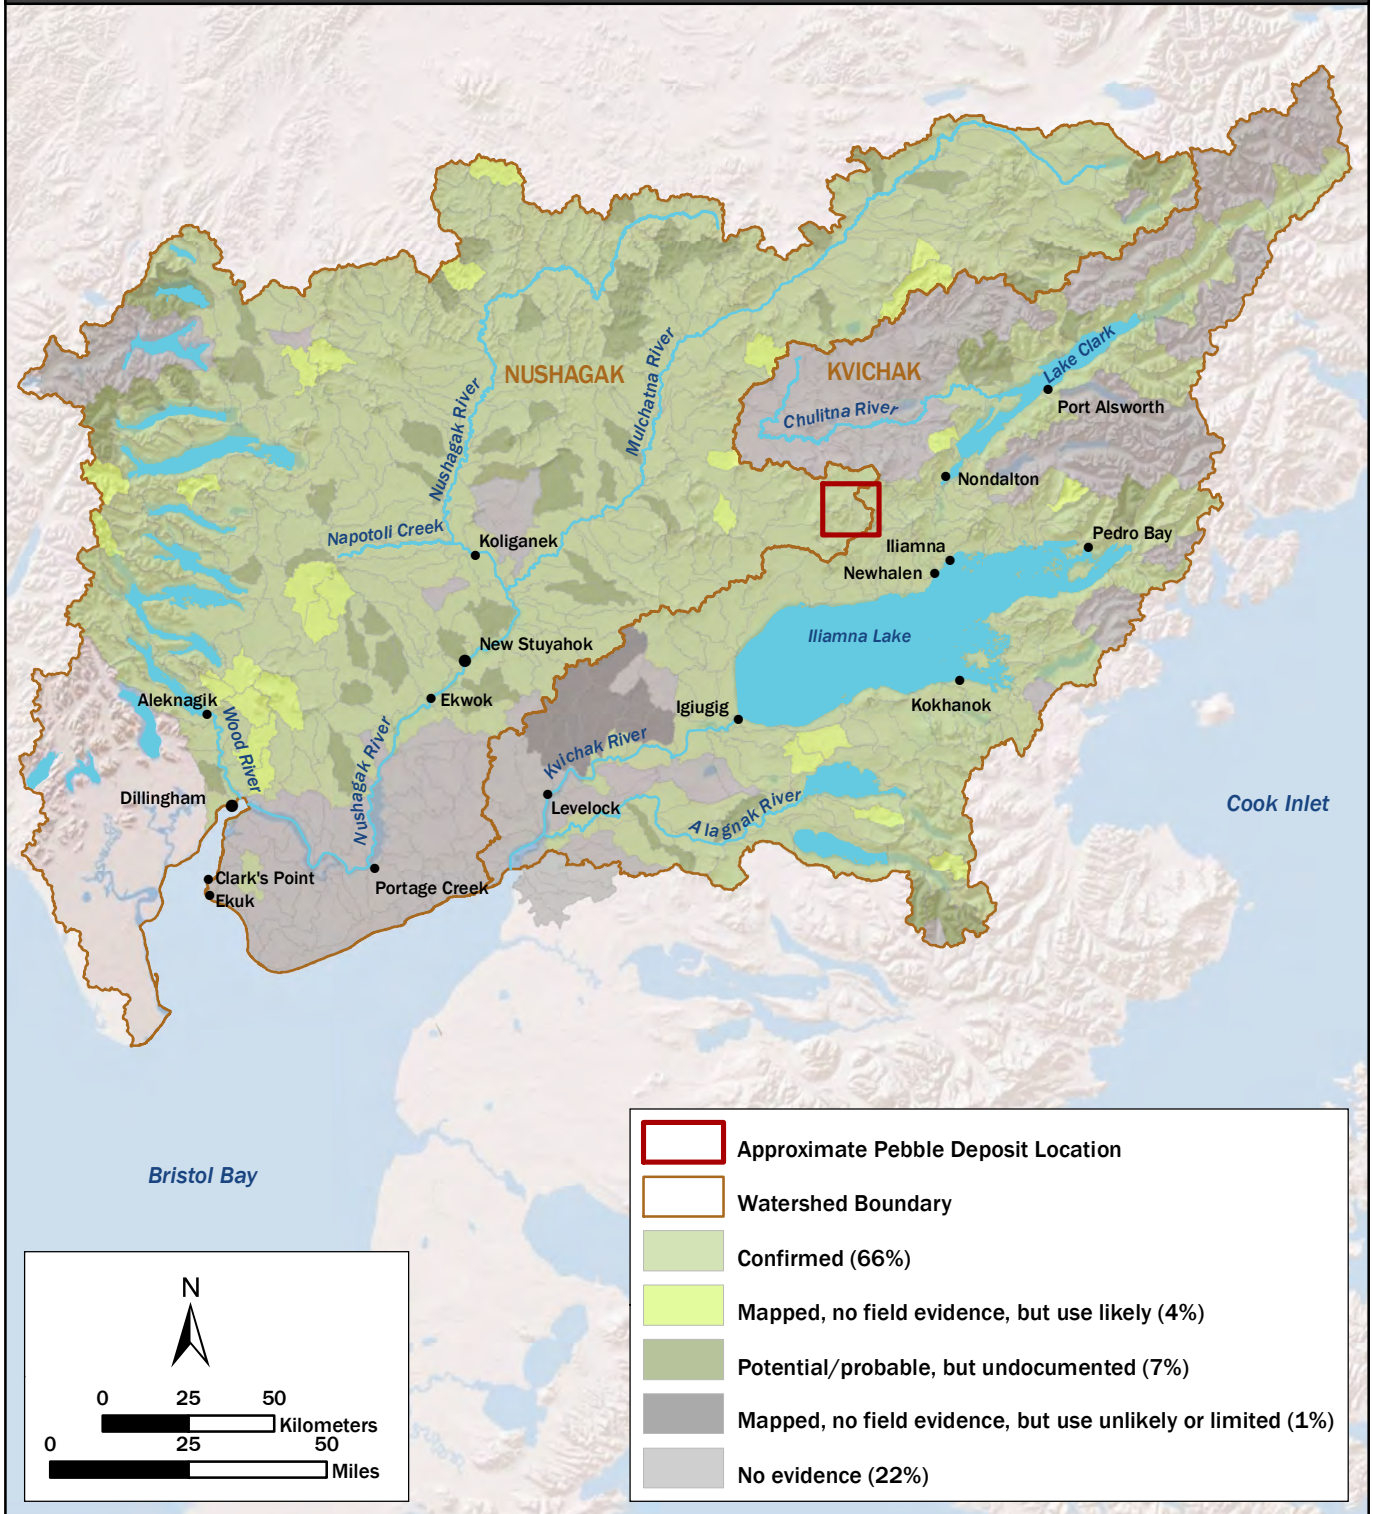 NUSHAGAK
KVICHAK
Nushagak River
Mulchatna River
Lake Clark
Port Alsworth
Chulitna River
Nondalton
Napotoli Creek
Koliganek
Pedro Bay
Iliamna
Newhalen
Iliamna Lake
New Stuyahok
Ekwok
Aleknagik
Wood River
Igiugig
Kokhanok
Kvichak River
Nushagak River
Dillingham
Levelock
Alagnak River
Cook Inlet
Clark's Point
Ekuk
Portage Creek
Bristol Bay
Approximate Pebble Deposit Location
Watershed Boundary
Confirmed (66%)
Mapped, no field evidence, but use likely (4%)
Potential/probable, but undocumented (7%)
Mapped, no field evidence, but use unlikely or limited (1%)
No evidence (22%)
N
0 25 50
Kilometers
0 25 50
Miles